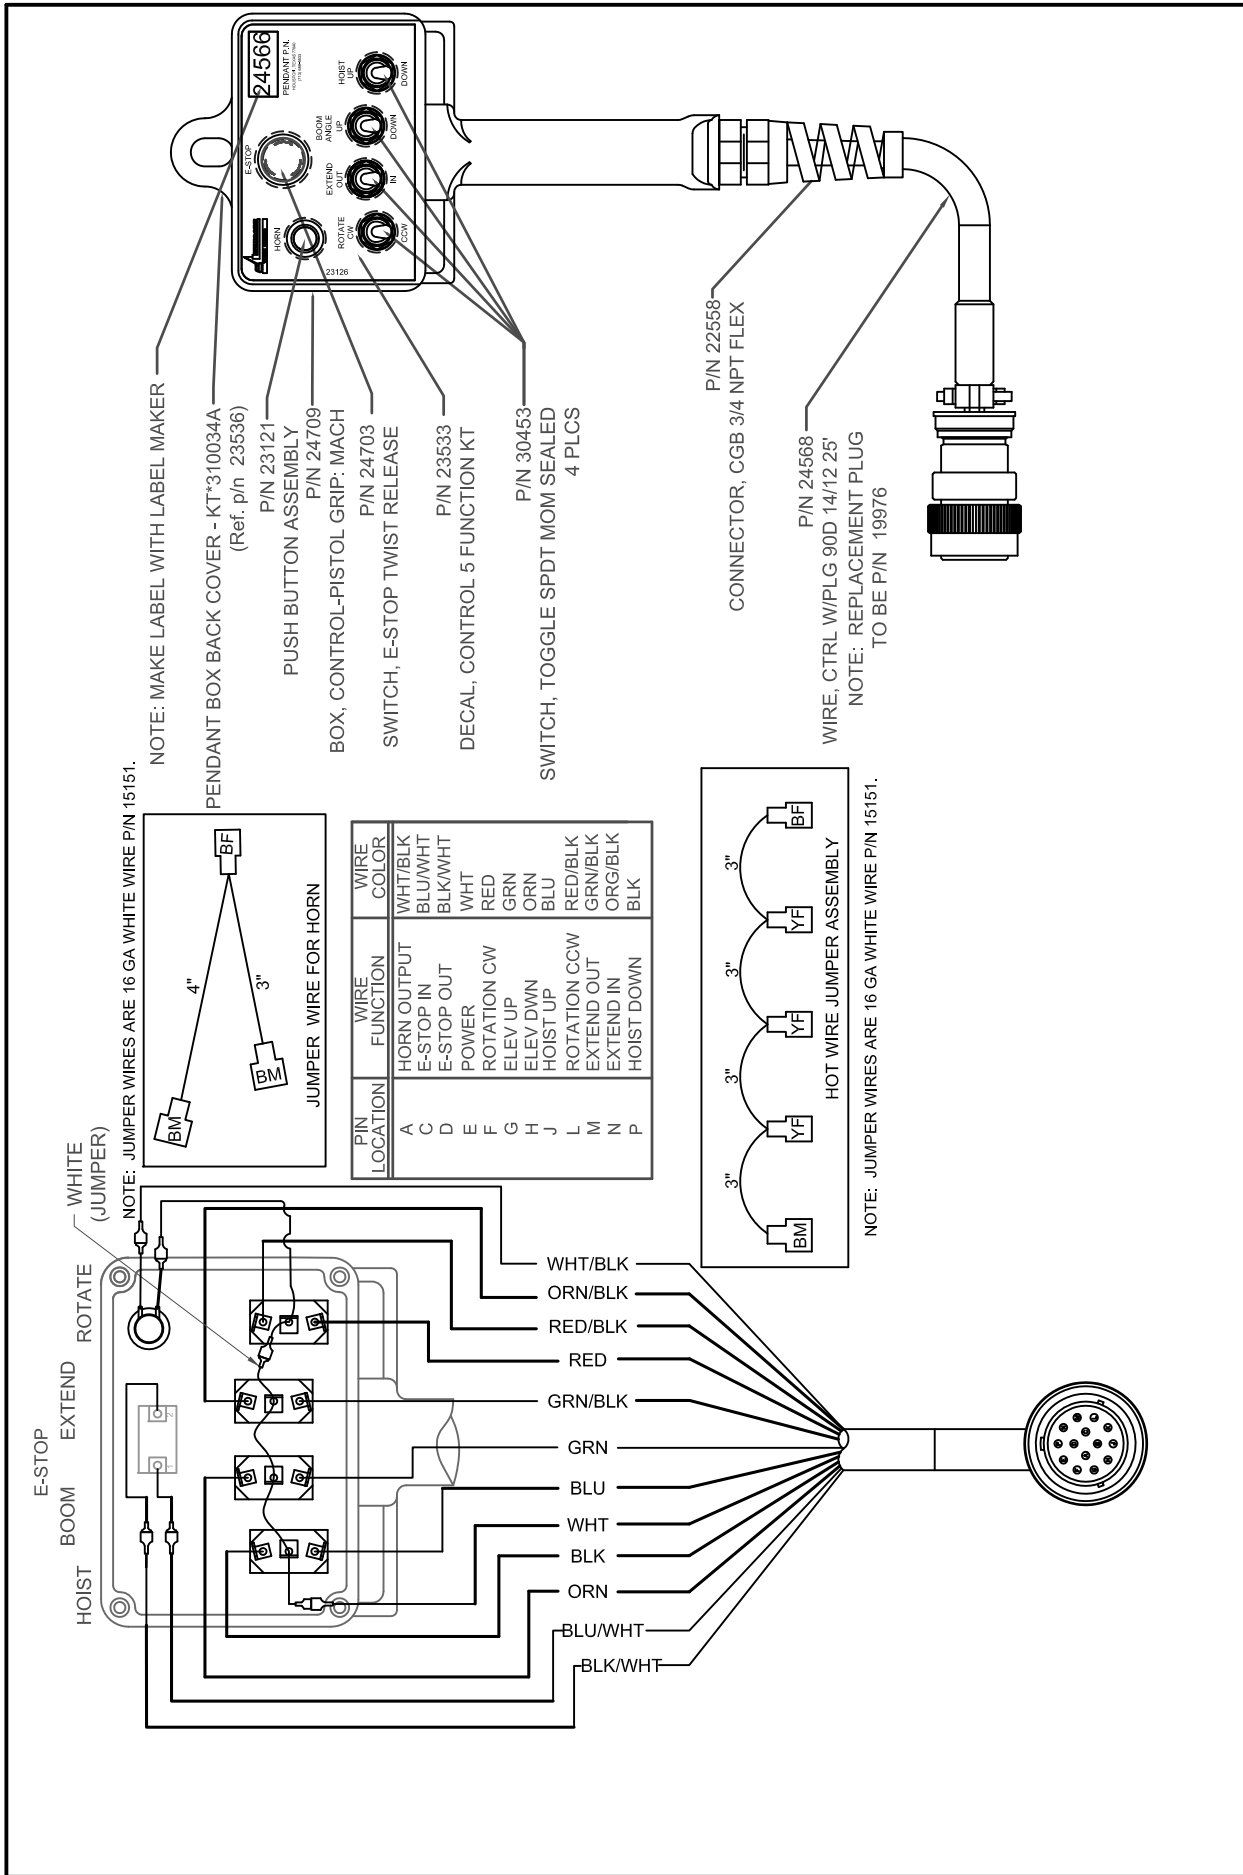 24566
PENDANT P.N.
E-STOP
HORN
HOIST
UP
DOWN
BOOM
ANGLE
UP
DOWN
EXTEND
OUT
IN
ROTATE
CW
CCW
23126
NOTE: MAKE LABEL WITH LABEL MAKER
PENDANT BOX BACK COVER - KT*310034A
(Ref. p/n 23536)
P/N 23121
PUSH BUTTON ASSEMBLY
P/N 24709
BOX, CONTROL-PISTOL GRIP: MACH
P/N 24703
SWITCH, E-STOP TWIST RELEASE
P/N 23533
DECAL, CONTROL 5 FUNCTION KT
P/N 30453
SWITCH, TOGGLE SPDT MOM SEALED
4 PLCS
P/N 22558
CONNECTOR, CGB 3/4 NPT FLEX
P/N 24568
WIRE, CTRL W/PLG 90D 14/12 25'
NOTE: REPLACEMENT PLUG
TO BE P/N 19976
NOTE: JUMPER WIRES ARE 16 GA WHITE WIRE P/N 15151.
BM
4"
BF
BM
3"
JUMPER WIRE FOR HORN
PIN LOCATION WIRE FUNCTION WIRE COLOR
A HORN OUTPUT WHT/BLK
C E-STOP IN BLU/WHT
D E-STOP OUT BLK/WHT
E POWER WHT
F ROTATION CW RED
G ELEV UP GRN
H ELEV DWN ORN
J HOIST UP BLU
L ROTATION CCW RED/BLK
M EXTEND OUT GRN/BLK
N EXTEND IN ORG/BLK
P HOIST DOWN BLK
3" 3" 3" 3"
BM YF YF YF BF
HOT WIRE JUMPER ASSEMBLY
NOTE: JUMPER WIRES ARE 16 GA WHITE WIRE P/N 15151.
WHITE
(JUMPER)
E-STOP
HOIST BOOM EXTEND ROTATE
1 2
WHT/BLK
ORN/BLK
RED/BLK
RED
GRN/BLK
GRN
BLU
WHT
BLK
ORN
BLU/WHT
BLK/WHT